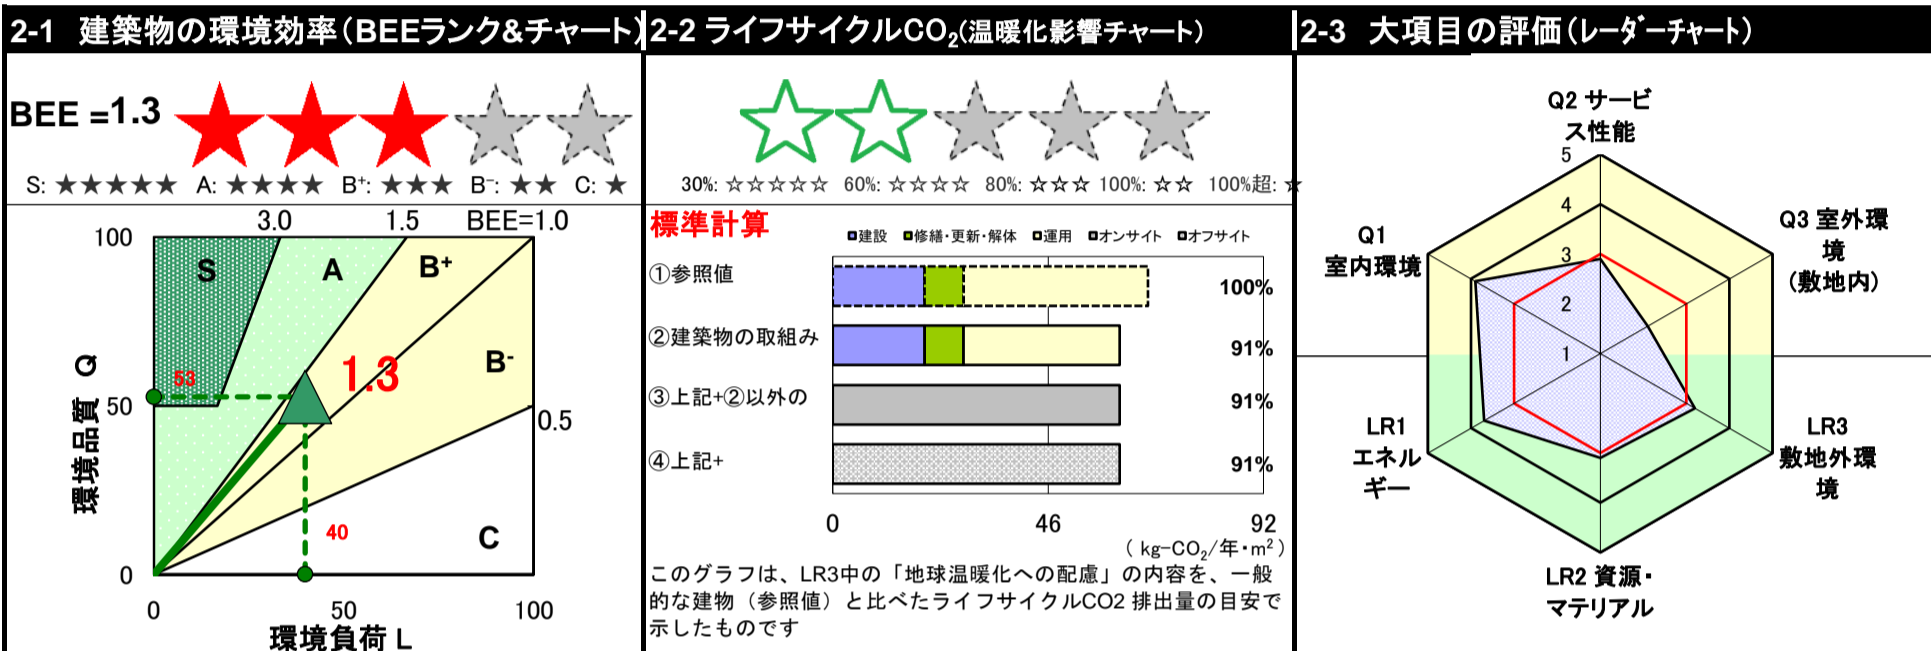 2-1 建築物の環境効率(BEEランク&チャート)
BEE =1.3
S: ★★★★★ A: ★★★★ B⁺: ★★★ B⁻: ★★ C: ★
3.0 1.5 BEE=1.0
100
50
0
環境品質 Q
S
A
B⁺
B⁻
C
53
1.3
40
0.5
0 50 100
環境負荷 L
2-2 ライフサイクルCO₂(温暖化影響チャート)
30%: ☆☆☆☆☆ 60%: ☆☆☆☆ 80%: ☆☆☆ 100%: ☆☆ 100%超: ☆
標準計算
■建設 ■修繕・更新・解体 ■運用 ■オンサイト ■オフサイト
①参照値 100%
②建築物の取組み 91%
③上記+②以外の 91%
④上記+ 91%
0 46 92
( kg-CO₂/年・m² )
このグラフは、LR3中の「地球温暖化への配慮」の内容を、一般
的な建物(参照値)と比べたライフサイクルCO2 排出量の目安で
示したものです
2-3 大項目の評価(レーダーチャート)
Q2 サービ
ス性能
5
4
3
2
1
Q1
室内環境
Q3 室外環
境
(敷地内)
LR1
エネル
ギー
LR3
敷地外環
境
LR2 資源・
マテリアル